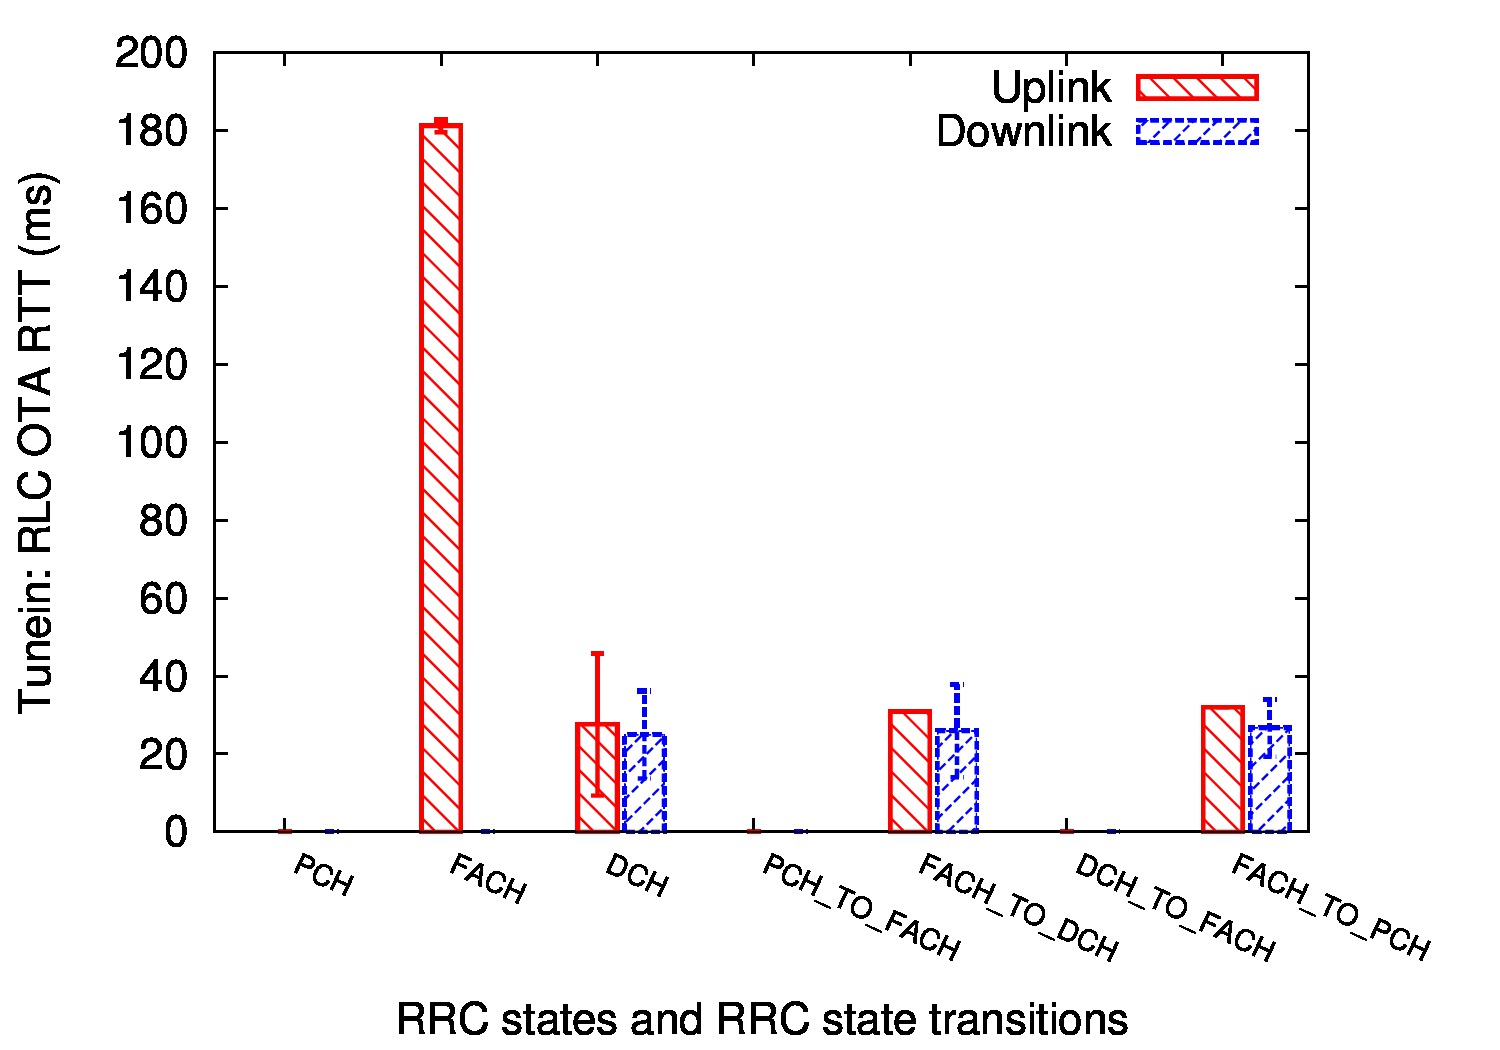 Tunein: RLC OTA RTT (ms)
200
180
160
140
120
100
80
60
40
20
0
Uplink
Downlink
PCH
FACH
DCH
PCH_TO_FACH
FACH_TO_DCH
DCH_TO_FACH
FACH_TO_PCH
RRC states and RRC state transitions